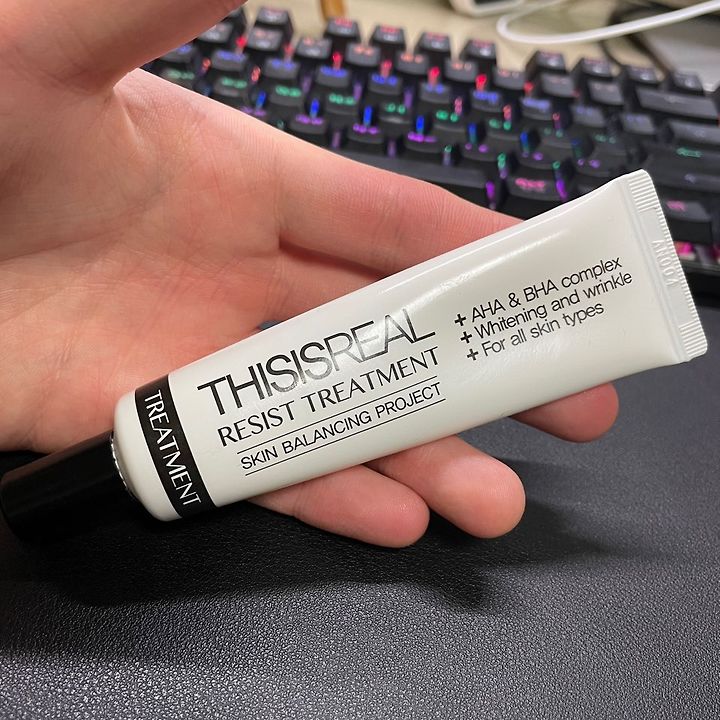 THISISREAL
RESIST TREATMENT
SKIN BALANCING PROJECT
+ AHA & BHA complex
+ Whitening and wrinkle
+ For all skin types
TREATMENT